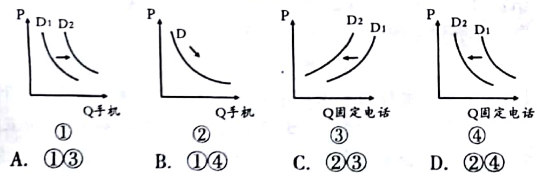 P P P P
D1 D2 D D2 D1 D2 D1
Q手机 Q手机 Q固定电话 Q固定电话
① ② ③ ④
A. ①③ B. ①④ C. ②③ D. ②④